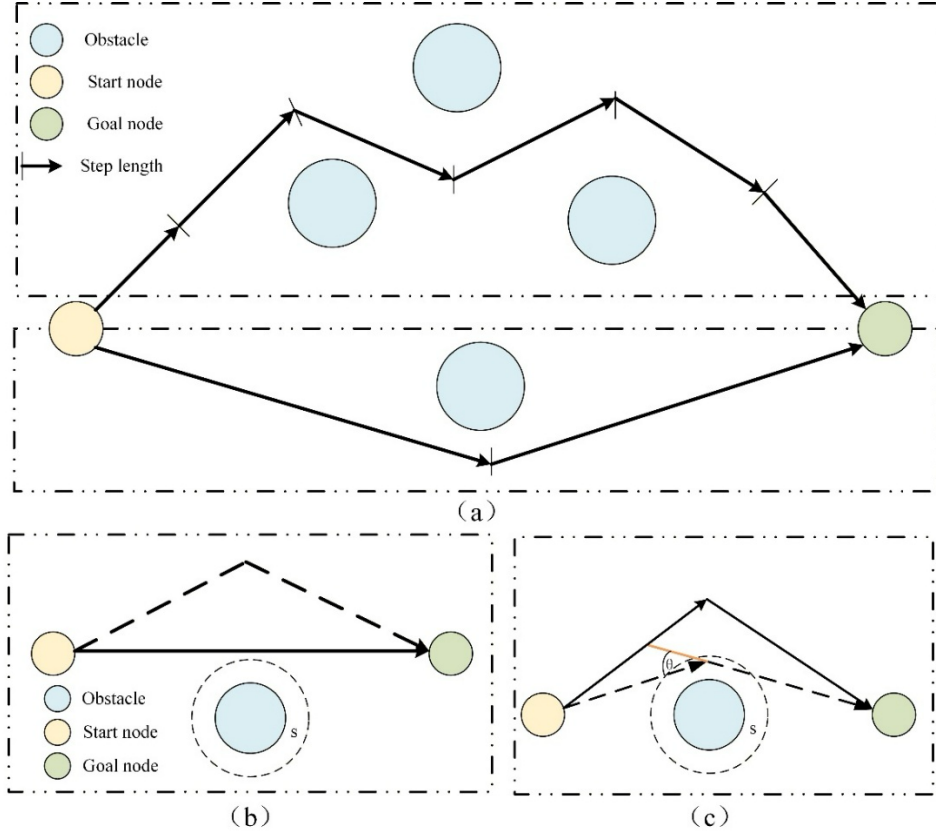 Obstacle
Start node
Goal node
Step length
(a)
s
Obstacle
Start node
Goal node
(b)
θ
s
(c)